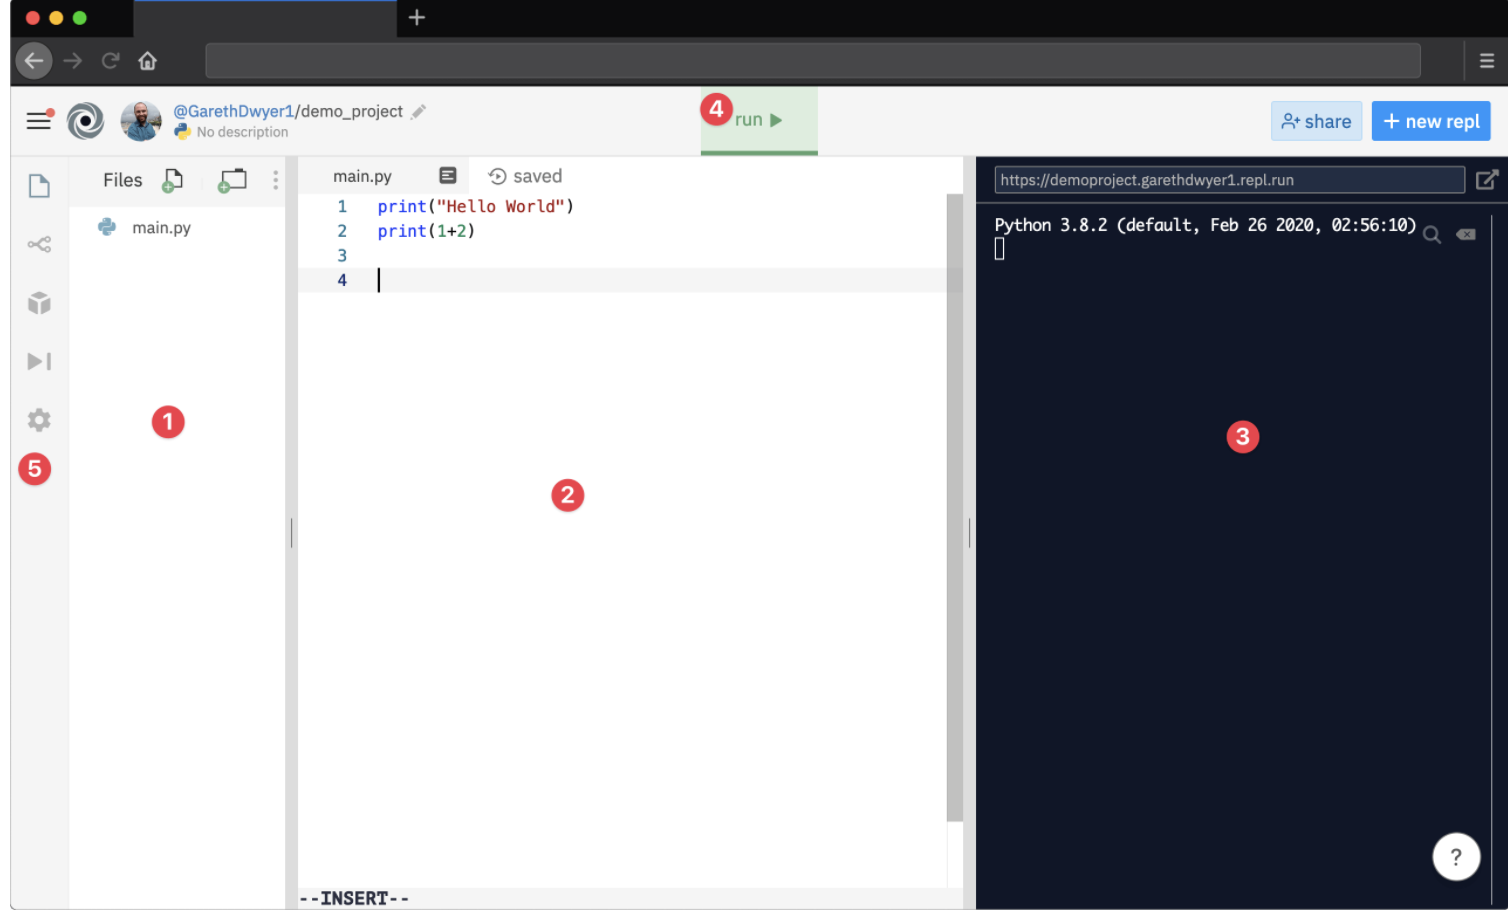 @GarethDwyer1/demo_project
No description
4
run
share
+ new repl
Files
main.py
saved
https://demoproject.garethdwyer1.repl.run
main.py
1 print("Hello World")
2 print(1+2)
3
4
Python 3.8.2 (default, Feb 26 2020, 02:56:10)
1
5
2
3
?
--INSERT--